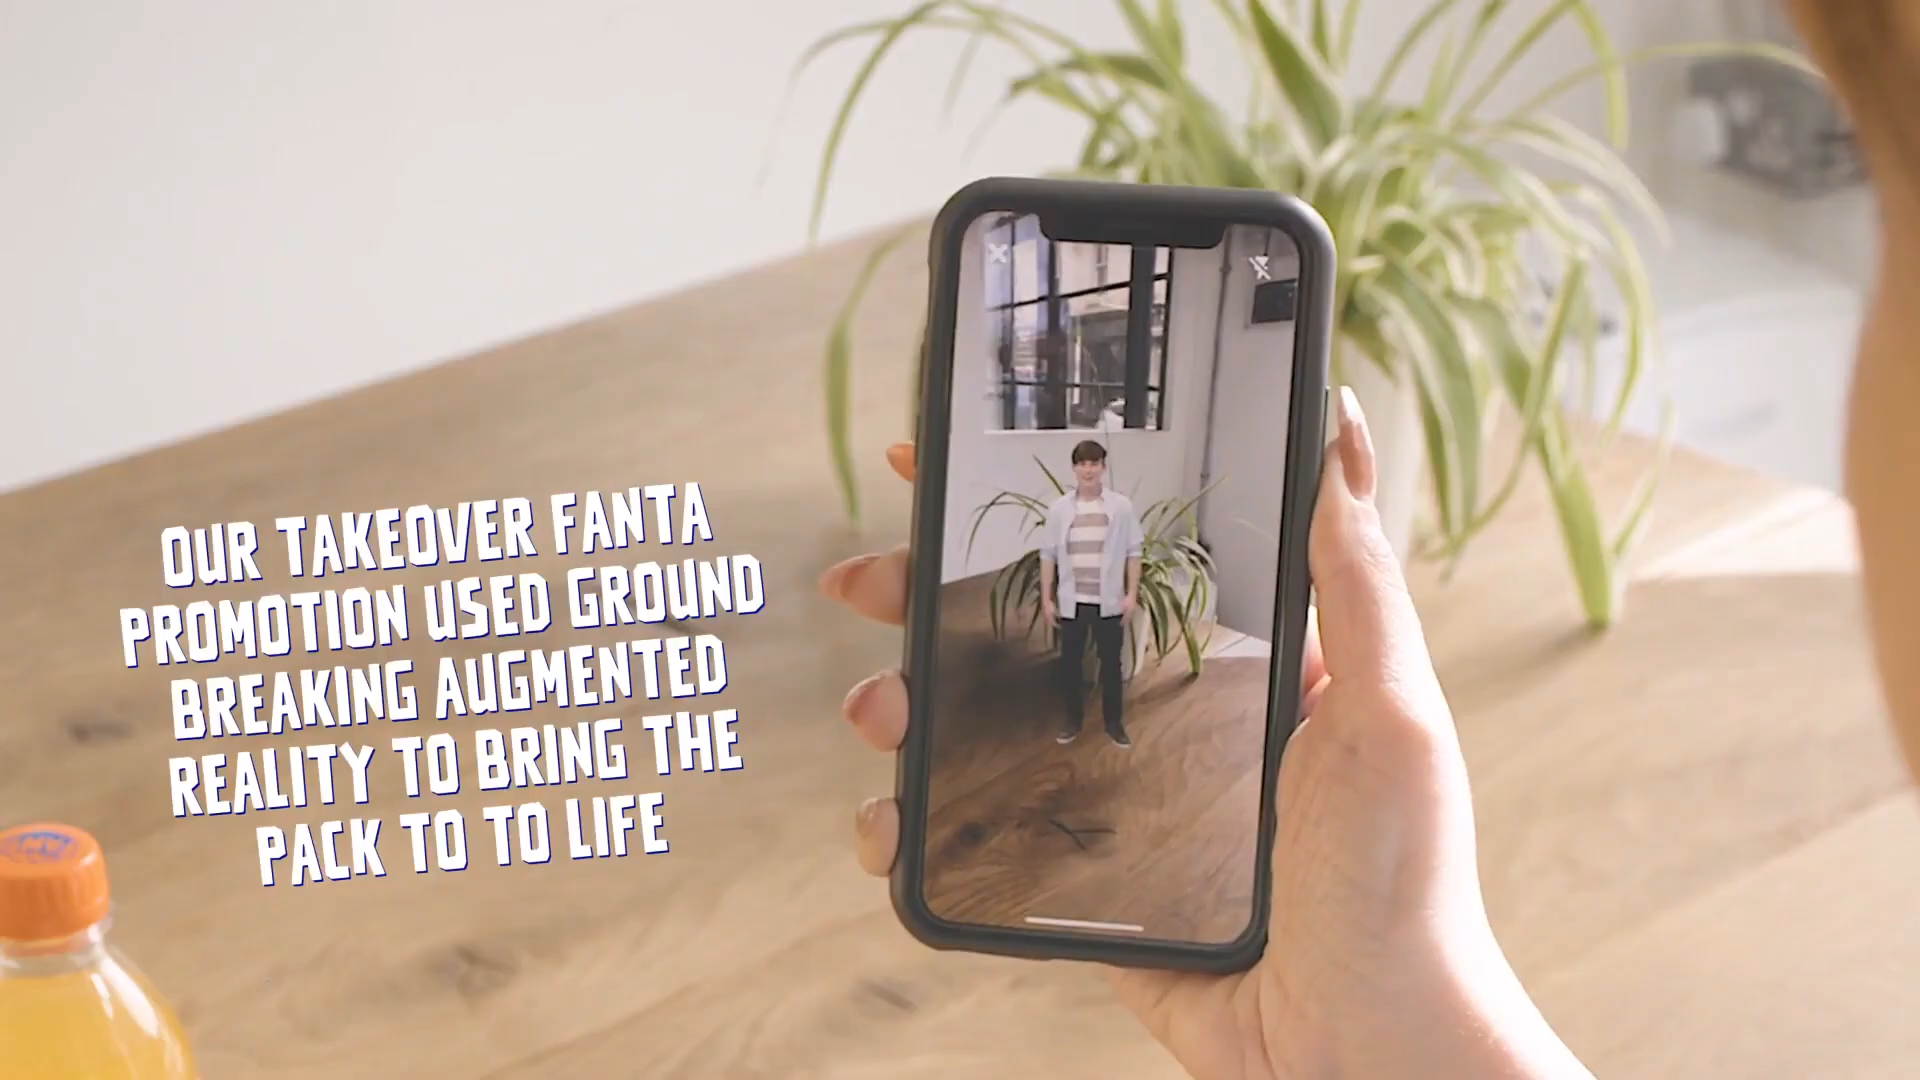 OUR TAKEOVER FANTA
PROMOTION USED GROUND
BREAKING AUGMENTED
REALITY TO BRING THE
PACK TO TO LIFE